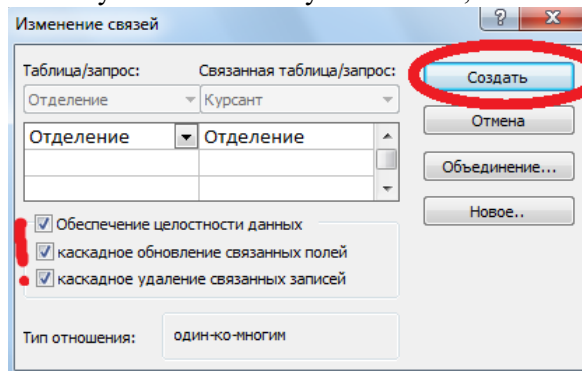 Изменение связей
Таблица/запрос: Связанная таблица/запрос:
Отделение Курсант
Отделение Отделение
Обеспечение целостности данных
каскадное обновление связанных полей
каскадное удаление связанных записей
Тип отношения: один-ко-многим
Создать
Отмена
Объединение...
Новое..